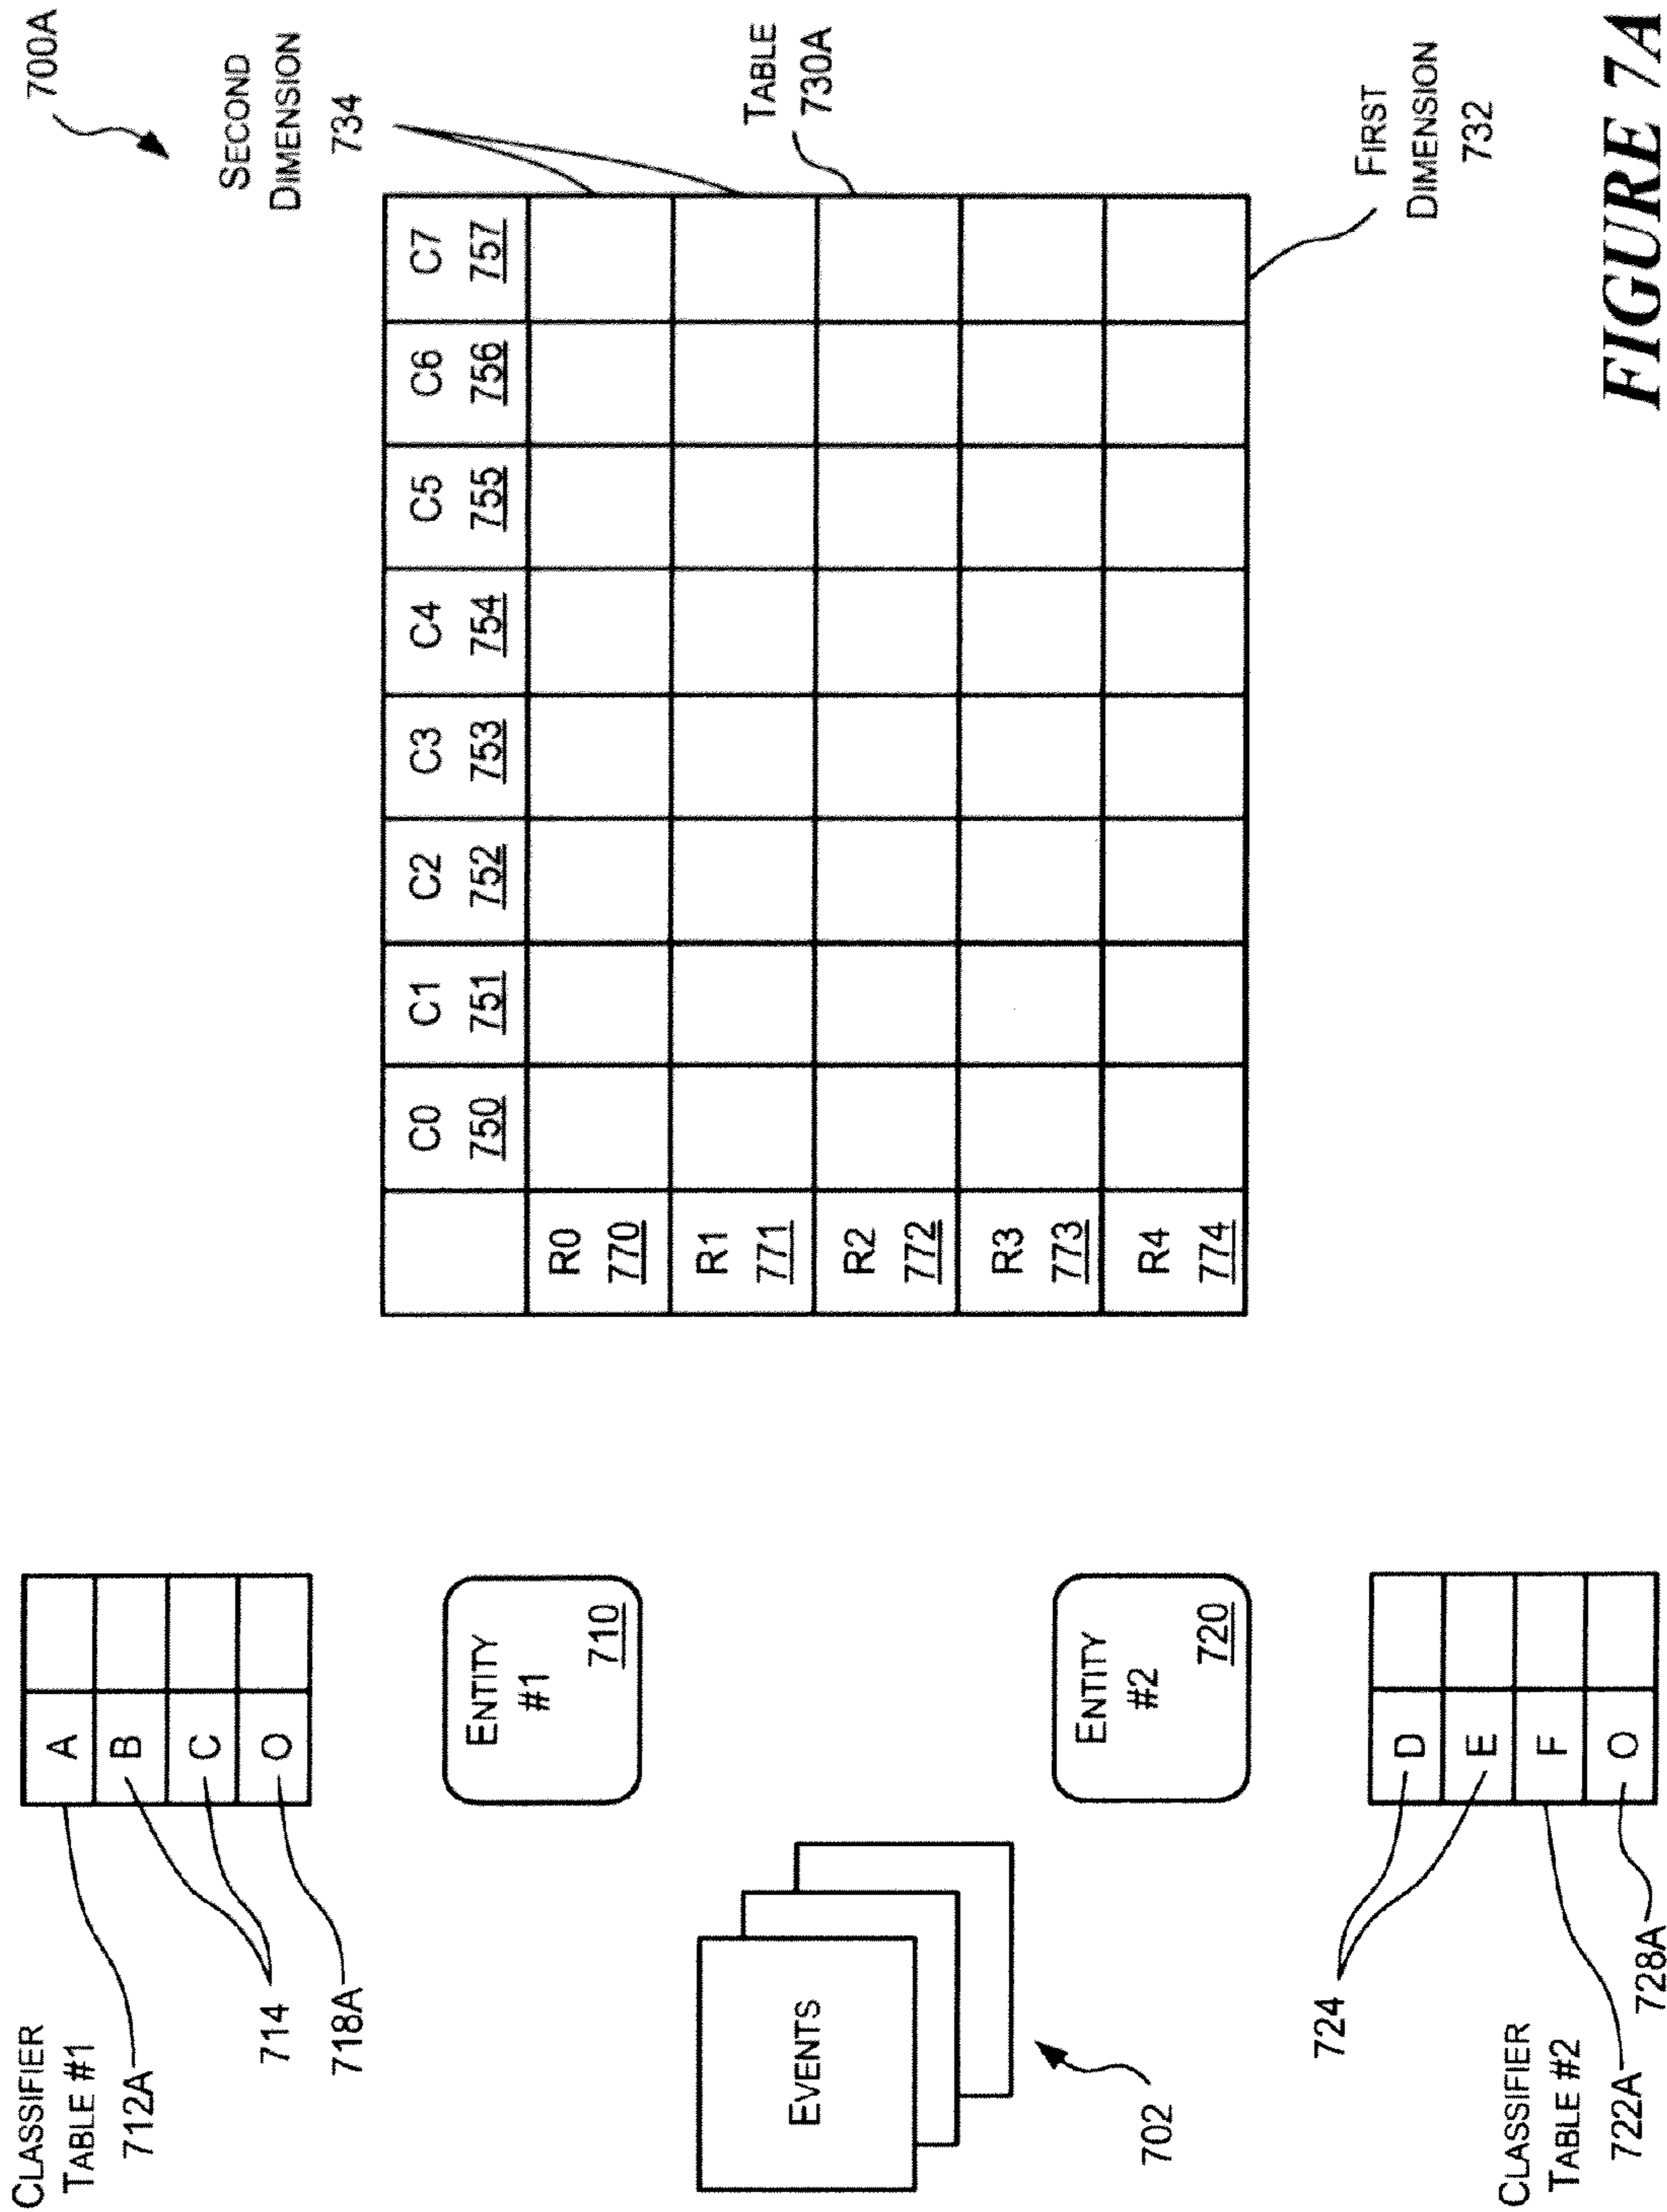 700A
CLASSIFIER
TABLE #1
712A
714
718A
A
B
C
O
ENTITY
#1
710
EVENTS
702
ENTITY
#2
720
724
CLASSIFIER
TABLE #2
722A
728A
D
E
F
O
SECOND
DIMENSION
734
C0 C1 C2 C3 C4 C5 C6 C7
750 751 752 753 754 755 756 757
R0
770
R1
771
R2
772
R3
773
R4
774
TABLE
730A
FIRST
DIMENSION
732
FIGURE 7A